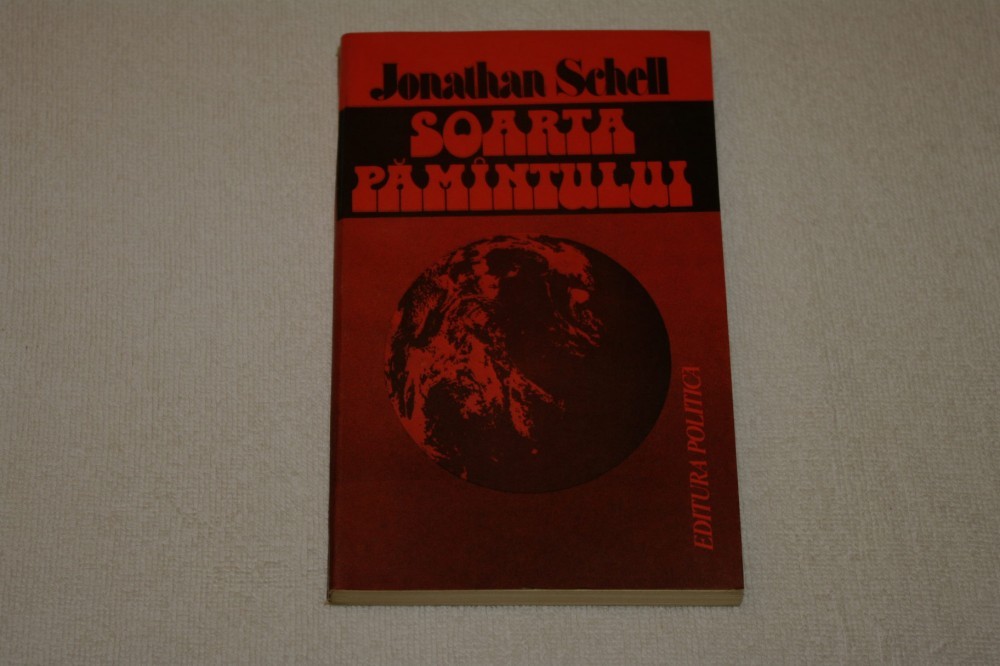 Jonathan Schell
SOARTA
PĂMÎNTULUI
EDITURA POLITICA